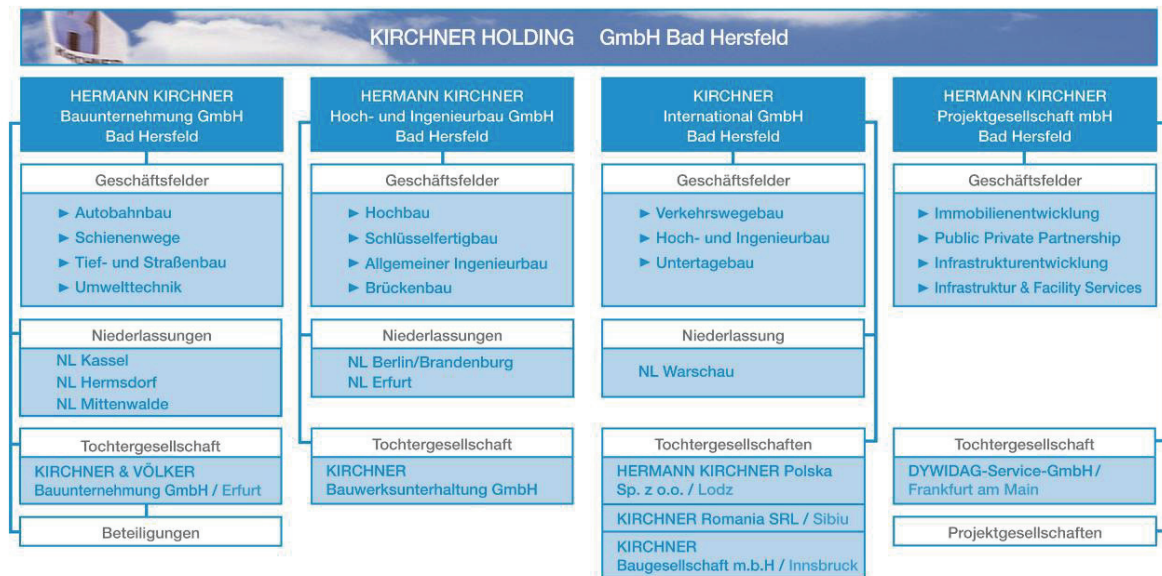 KIRCHNER HOLDING GmbH Bad Hersfeld
HERMANN KIRCHNER
Bauunternehmung GmbH
Bad Hersfeld
Geschäftsfelder
► Autobahnbau
► Schienenwege
► Tief- und Straßenbau
► Umwelttechnik
Niederlassungen
NL Kassel
NL Hermsdorf
NL Mittenwalde
Tochtergesellschaft
KIRCHNER & VÖLKER
Bauunternehmung GmbH / Erfurt
Beteiligungen
HERMANN KIRCHNER
Hoch- und Ingenieurbau GmbH
Bad Hersfeld
Geschäftsfelder
► Hochbau
► Schlüsselfertigbau
► Allgemeiner Ingenieurbau
► Brückenbau
Niederlassungen
NL Berlin/Brandenburg
NL Erfurt
Tochtergesellschaft
KIRCHNER
Bauwerksunterhaltung GmbH
KIRCHNER
International GmbH
Bad Hersfeld
Geschäftsfelder
► Verkehrswegebau
► Hoch- und Ingenieurbau
► Untertagebau
Niederlassung
NL Warschau
Tochtergesellschaften
HERMANN KIRCHNER Polska
Sp. z o.o. / Lodz
KIRCHNER Romania SRL / Sibiu
KIRCHNER
Baugesellschaft m.b.H / Innsbruck
HERMANN KIRCHNER
Projektgesellschaft mbH
Bad Hersfeld
Geschäftsfelder
► Immobilienentwicklung
► Public Private Partnership
► Infrastrukturentwicklung
► Infrastruktur & Facility Services
Tochtergesellschaft
DYWIDAG-Service-GmbH /
Frankfurt am Main
Projektgesellschaften